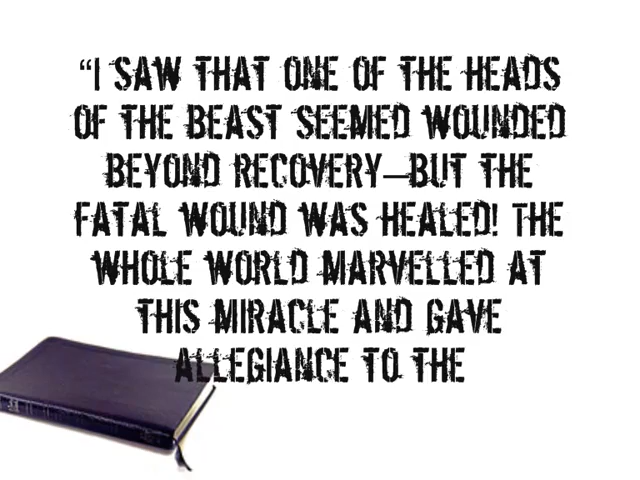 “I SAW THAT ONE OF THE HEADS
OF THE BEAST SEEMED WOUNDED
BEYOND RECOVERY—BUT THE
FATAL WOUND WAS HEALED! THE
WHOLE WORLD MARVELLED AT
THIS MIRACLE AND GAVE
ALLEGIANCE TO THE